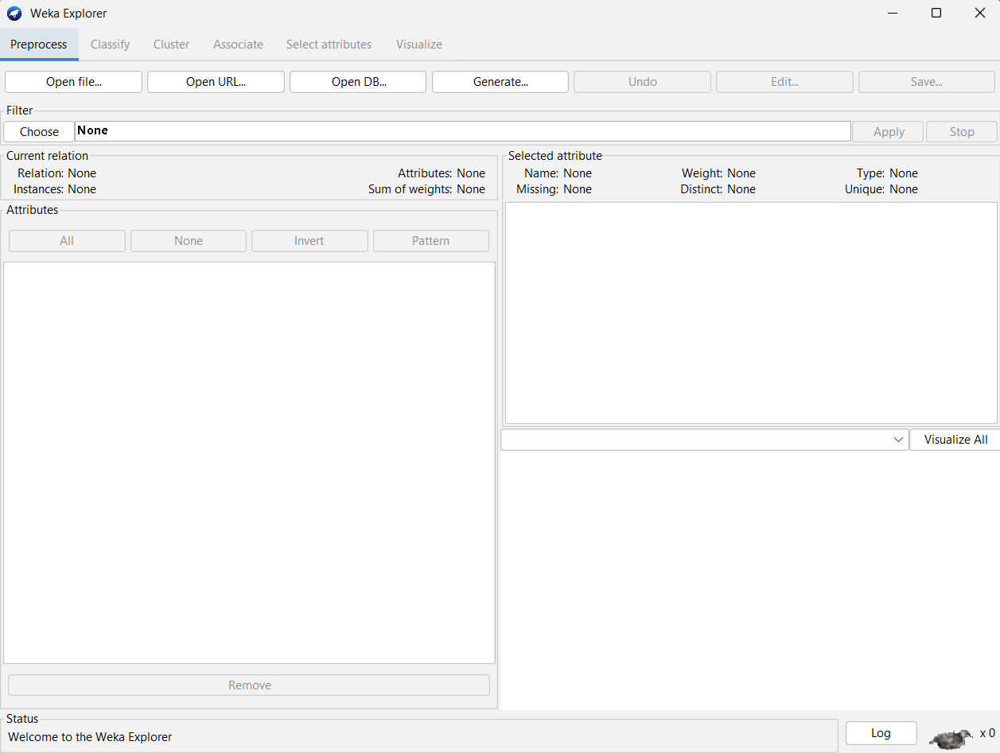 Weka Explorer
Preprocess Classify Cluster Associate Select attributes Visualize
Open file... Open URL... Open DB... Generate... Undo Edit... Save...
Filter
Choose None Apply Stop
Current relation
Relation: None Attributes: None
Instances: None Sum of weights: None
Attributes
All None Invert Pattern
Remove
Selected attribute
Name: None Weight: None Type: None
Missing: None Distinct: None Unique: None
Visualize All
Status
Welcome to the Weka Explorer
Log x 0